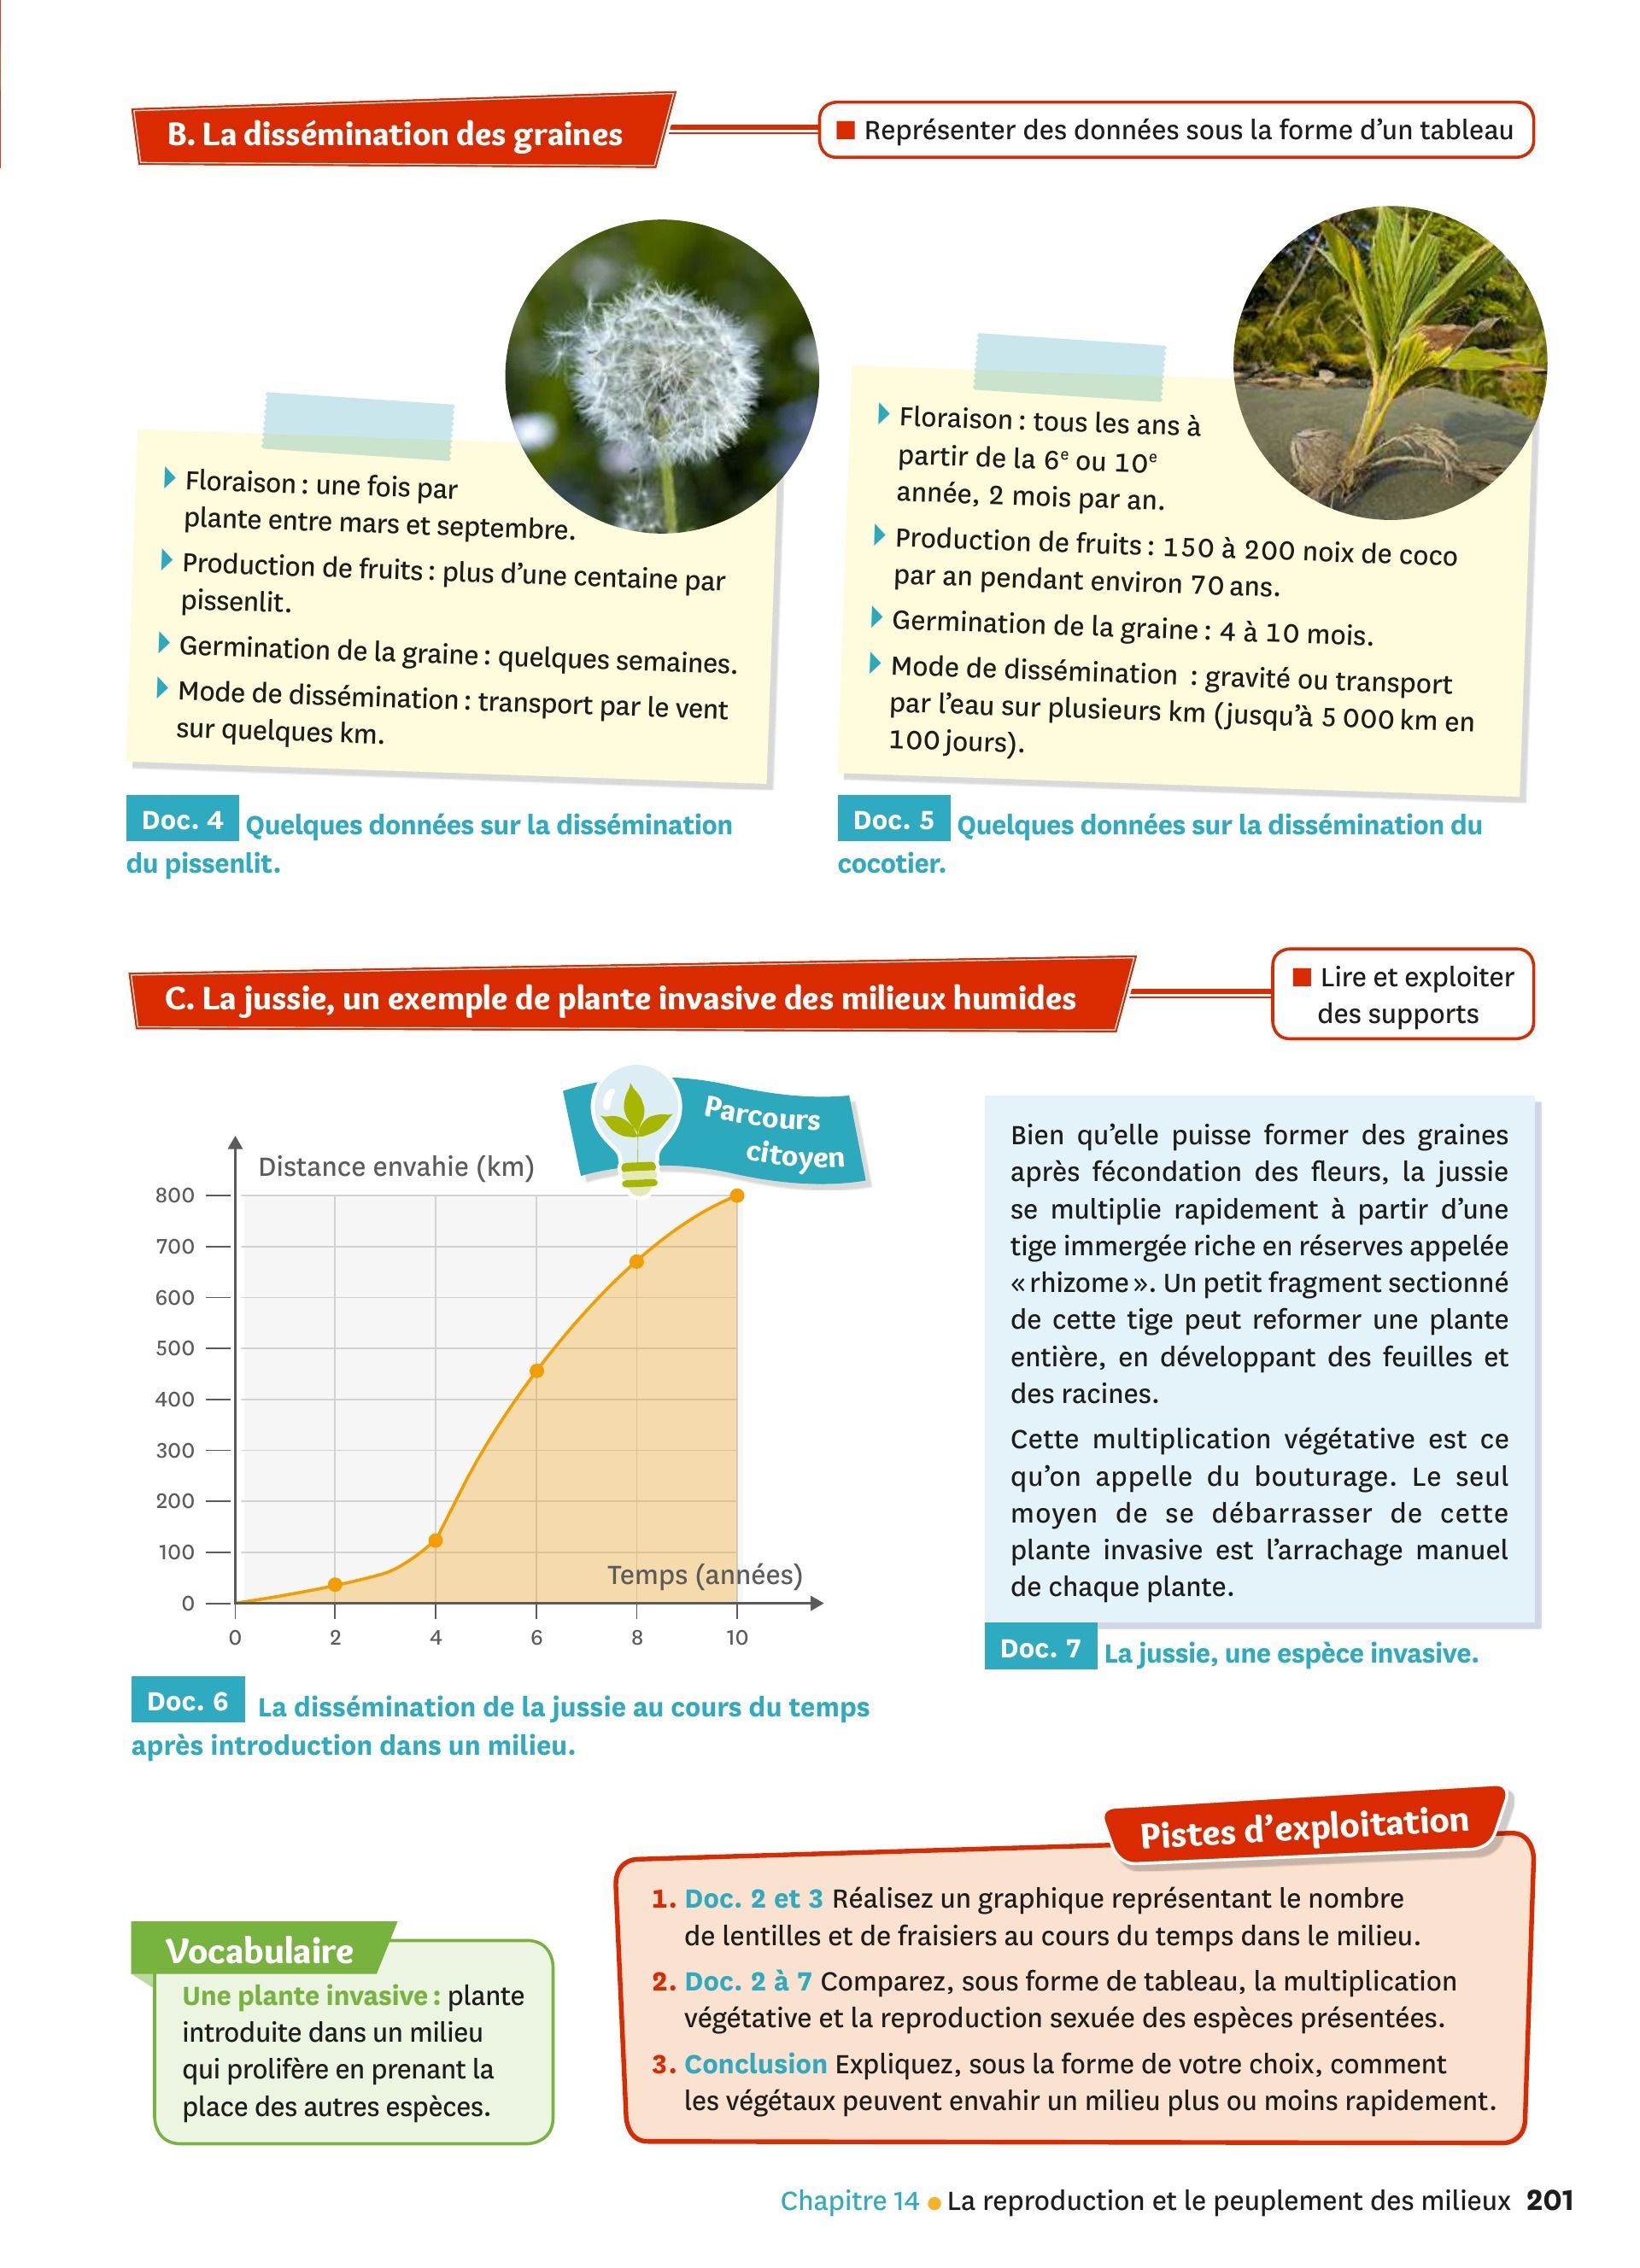 B. La dissémination des graines
■ Représenter des données sous la forme d’un tableau
Floraison : une fois par
plante entre mars et septembre.
Production de fruits : plus d’une centaine par
pissenlit.
Germination de la graine : quelques semaines.
Mode de dissémination : transport par le vent
sur quelques km.
Doc. 4 Quelques données sur la dissémination
du pissenlit.
Floraison : tous les ans à
partir de la 6e ou 10e
année, 2 mois par an.
Production de fruits : 150 à 200 noix de coco
par an pendant environ 70 ans.
Germination de la graine : 4 à 10 mois.
Mode de dissémination : gravité ou transport
par l’eau sur plusieurs km (jusqu’à 5 000 km en
100 jours).
Doc. 5 Quelques données sur la dissémination du
cocotier.
C. La jussie, un exemple de plante invasive des milieux humides
■ Lire et exploiter
des supports
Parcours
citoyen
Distance envahie (km)
800
700
600
500
400
300
200
100
0
Temps (années)
0 2 4 6 8 10
Doc. 6 La dissémination de la jussie au cours du temps
après introduction dans un milieu.
Bien qu’elle puisse former des graines
après fécondation des fleurs, la jussie
se multiplie rapidement à partir d’une
tige immergée riche en réserves appelée
« rhizome ». Un petit fragment sectionné
de cette tige peut reformer une plante
entière, en développant des feuilles et
des racines.
Cette multiplication végétative est ce
qu’on appelle du bouturage. Le seul
moyen de se débarrasser de cette
plante invasive est l’arrachage manuel
de chaque plante.
Doc. 7 La jussie, une espèce invasive.
Vocabulaire
Une plante invasive : plante
introduite dans un milieu
qui prolifère en prenant la
place des autres espèces.
Pistes d’exploitation
1. Doc. 2 et 3 Réalisez un graphique représentant le nombre
de lentilles et de fraisiers au cours du temps dans le milieu.
2. Doc. 2 à 7 Comparez, sous forme de tableau, la multiplication
végétative et la reproduction sexuée des espèces présentées.
3. Conclusion Expliquez, sous la forme de votre choix, comment
les végétaux peuvent envahir un milieu plus ou moins rapidement.
Chapitre 14 ● La reproduction et le peuplement des milieux 201